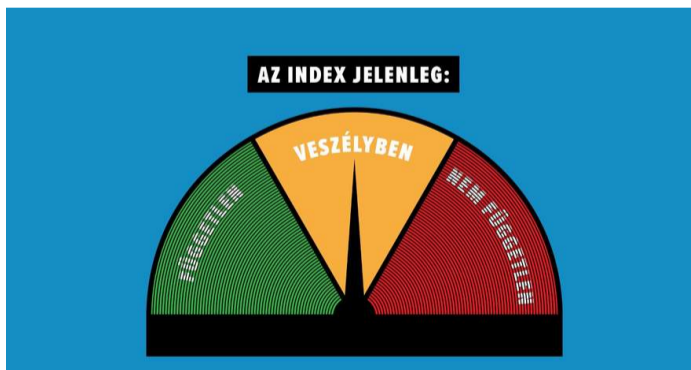 AZ INDEX JELENLEG:
FÜGGETLEN
VESZÉLYBEN
NEM FÜGGETLEN